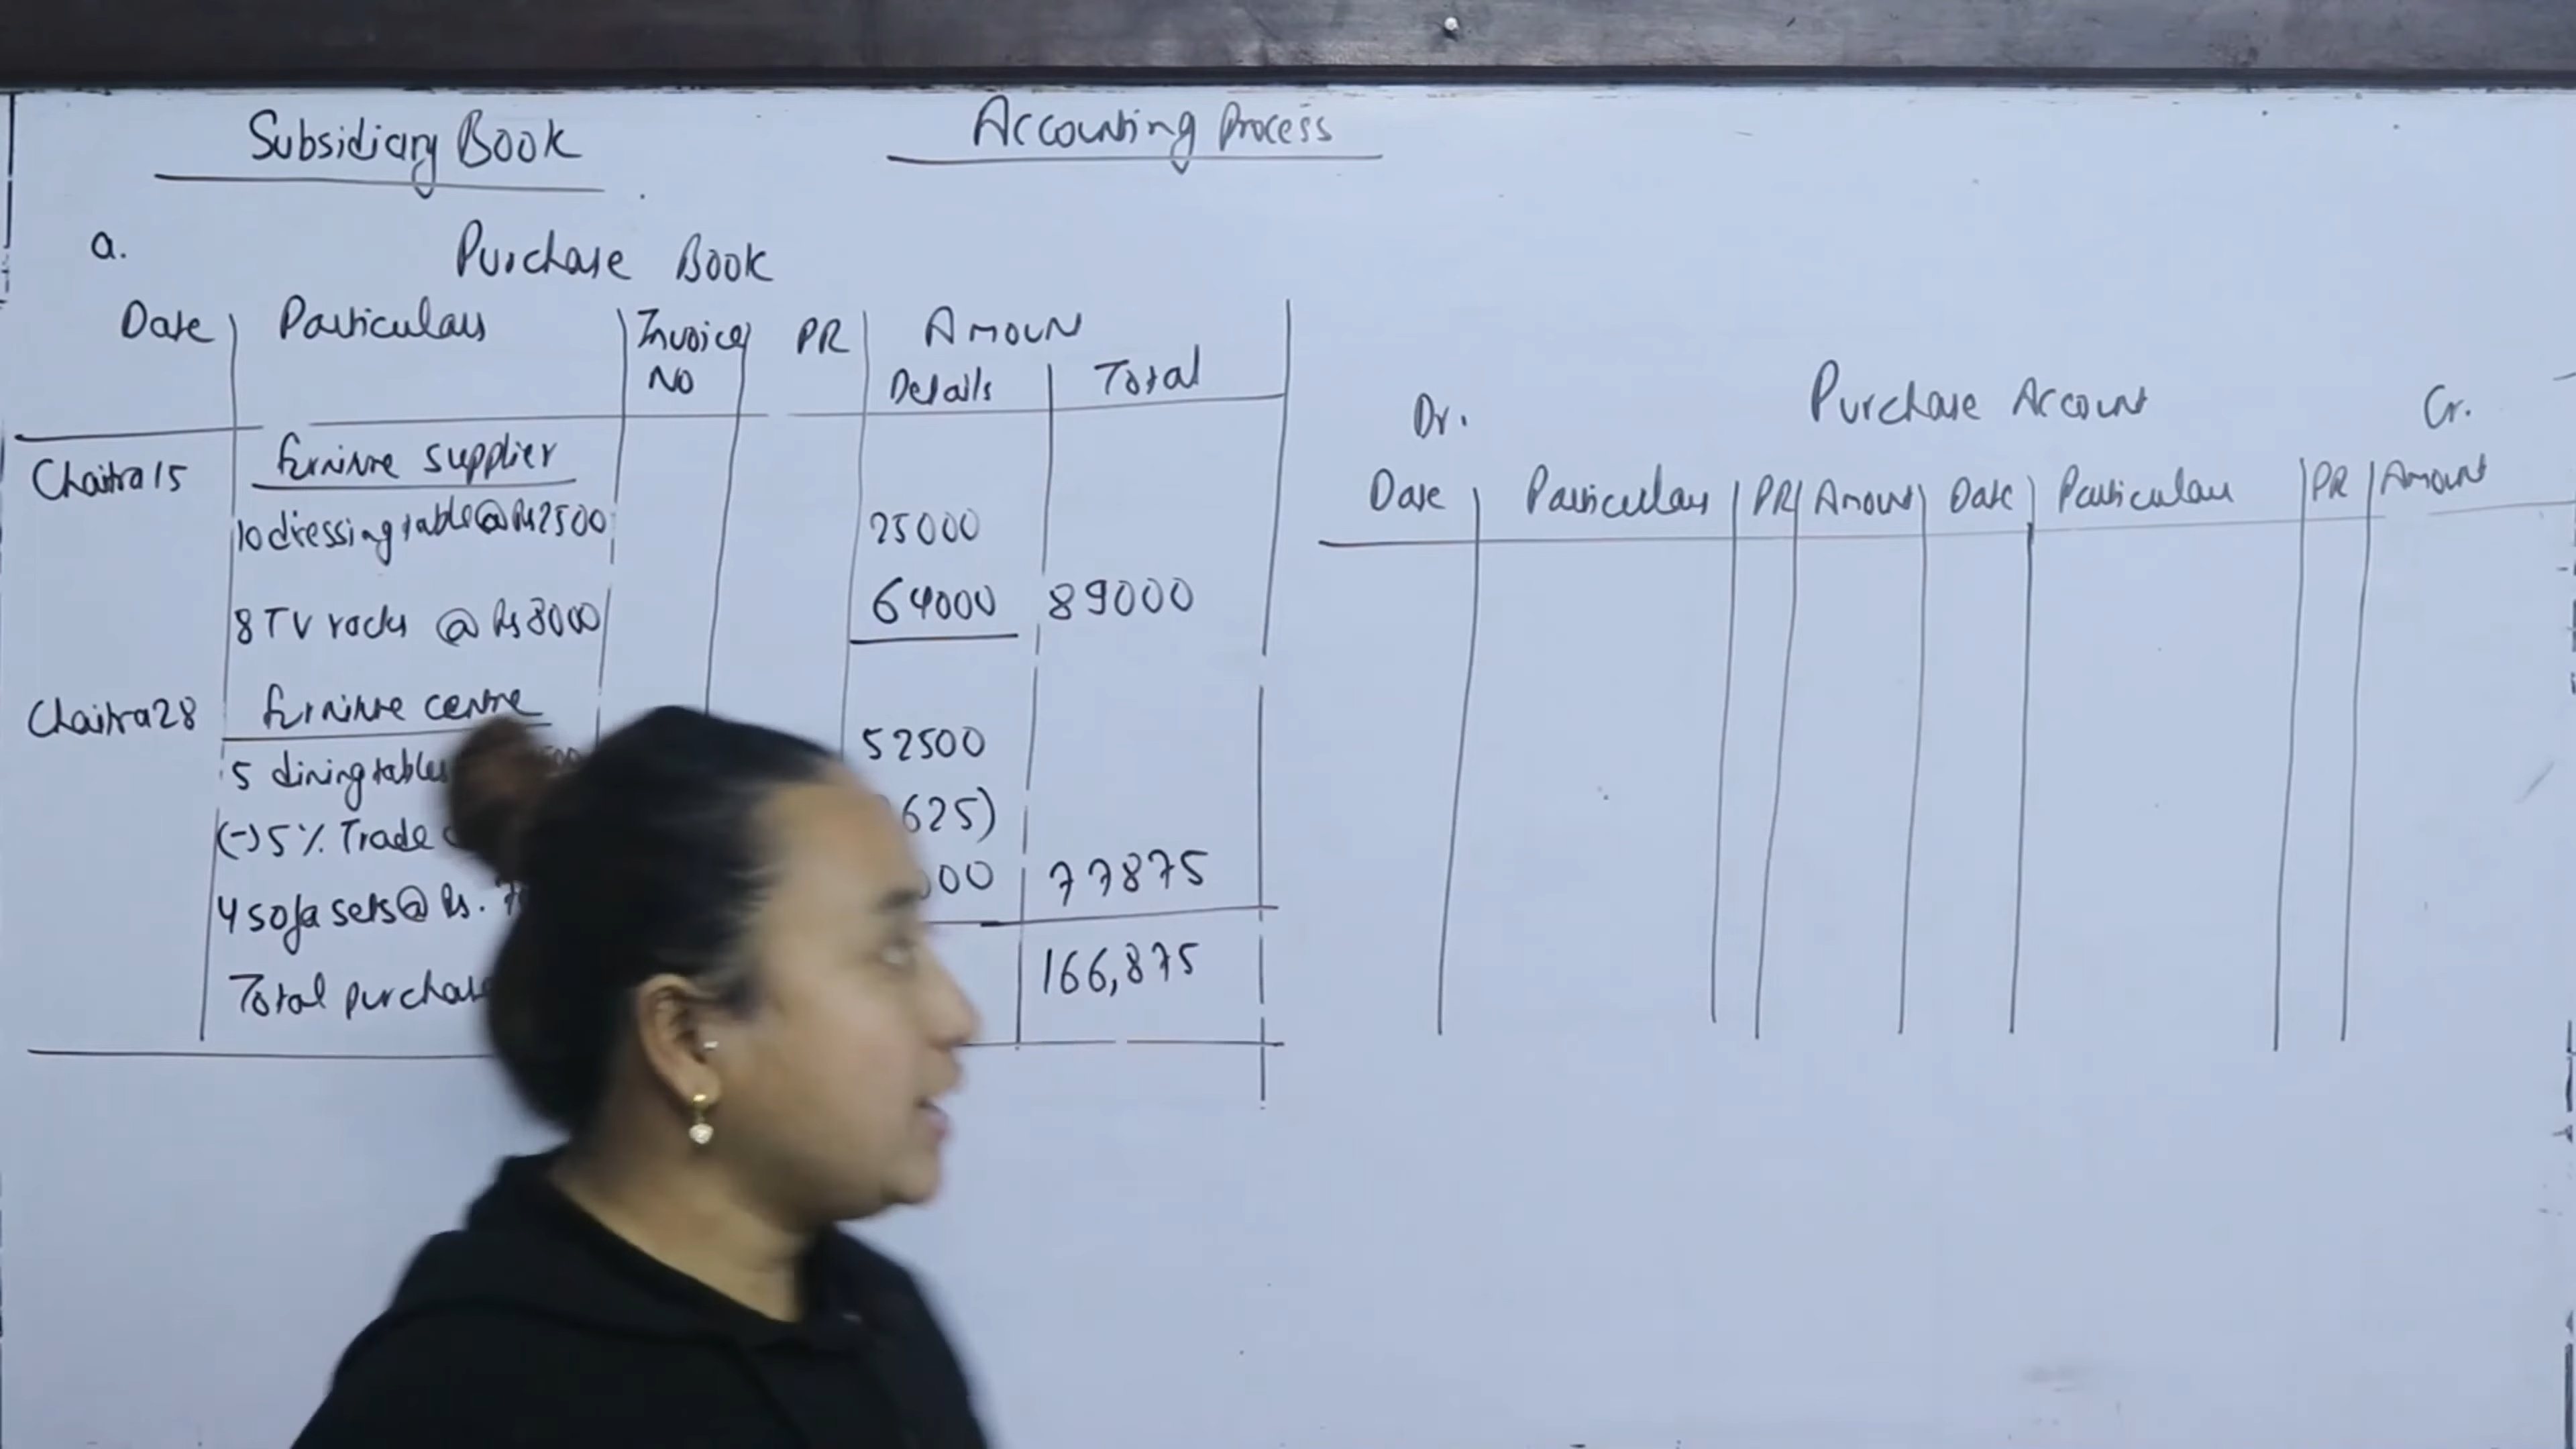 Subsidiary Book
Accounting Process
a.
Purchase Book
Date Particulars Invoice No PR Amoun
Details Total
Chaitra 15 furniture supplier
10 dressing table @ Rs 2500 25000
8 TV racks @ Rs 8000 64000 89000
Chaitra 28 furniture centre
5 dining tables 52500
(-) 5% Trade 625)
4 sofa sets @ Rs. 7 000 77875
Total purchase 166,875
Dr. Purchase Account Cr.
Date Particulars PR Amount Date Particulars PR Amount